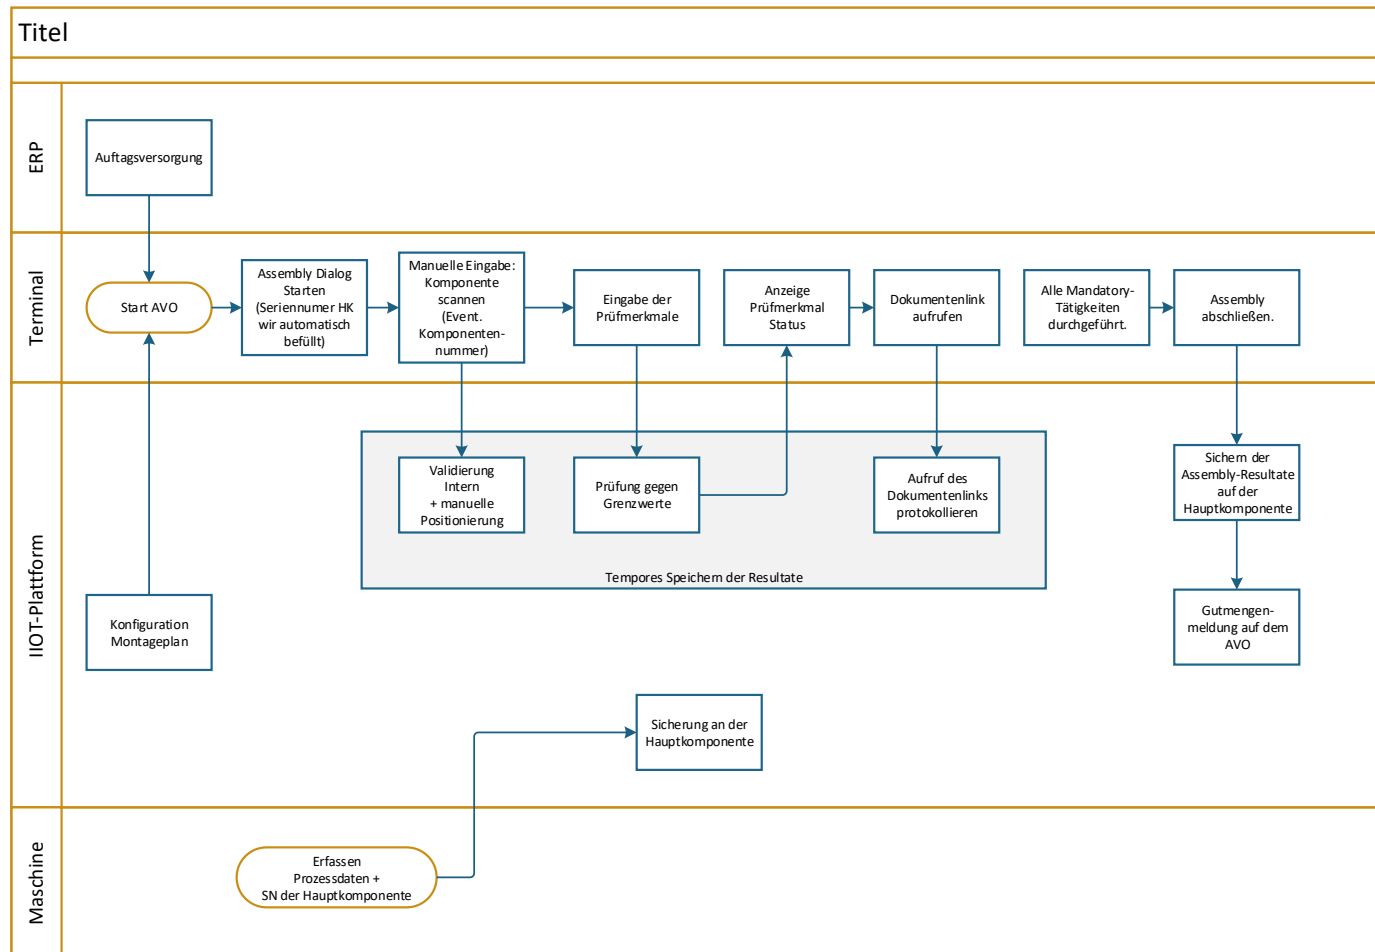 Titel
ERP
Auftagsversorgung
Terminal
Start AVO
Assembly Dialog
Starten
(Seriennumer HK
wir automatisch
befüllt)
Manuelle Eingabe:
Komponente
scannen
(Event.
Komponenten-
nummer)
Eingabe der
Prüfmerkmale
Anzeige
Prüfmerkmal
Status
Dokumentenlink
aufrufen
Alle Mandatory-
Tätigkeiten
durchgeführt.
Assembly
abschließen.
IIOT-Plattform
Konfiguration
Montageplan
Validierung
Intern
+ manuelle
Positionierung
Prüfung gegen
Grenzwerte
Aufruf des
Dokumentenlinks
protokollieren
Tempores Speichern der Resultate
Sichern der
Assembly-Resultate
auf der
Hauptkomponente
Gutmengen-
meldung auf dem
AVO
Sicherung an der
Hauptkomponente
Maschine
Erfassen
Prozessdaten +
SN der Hauptkomponente